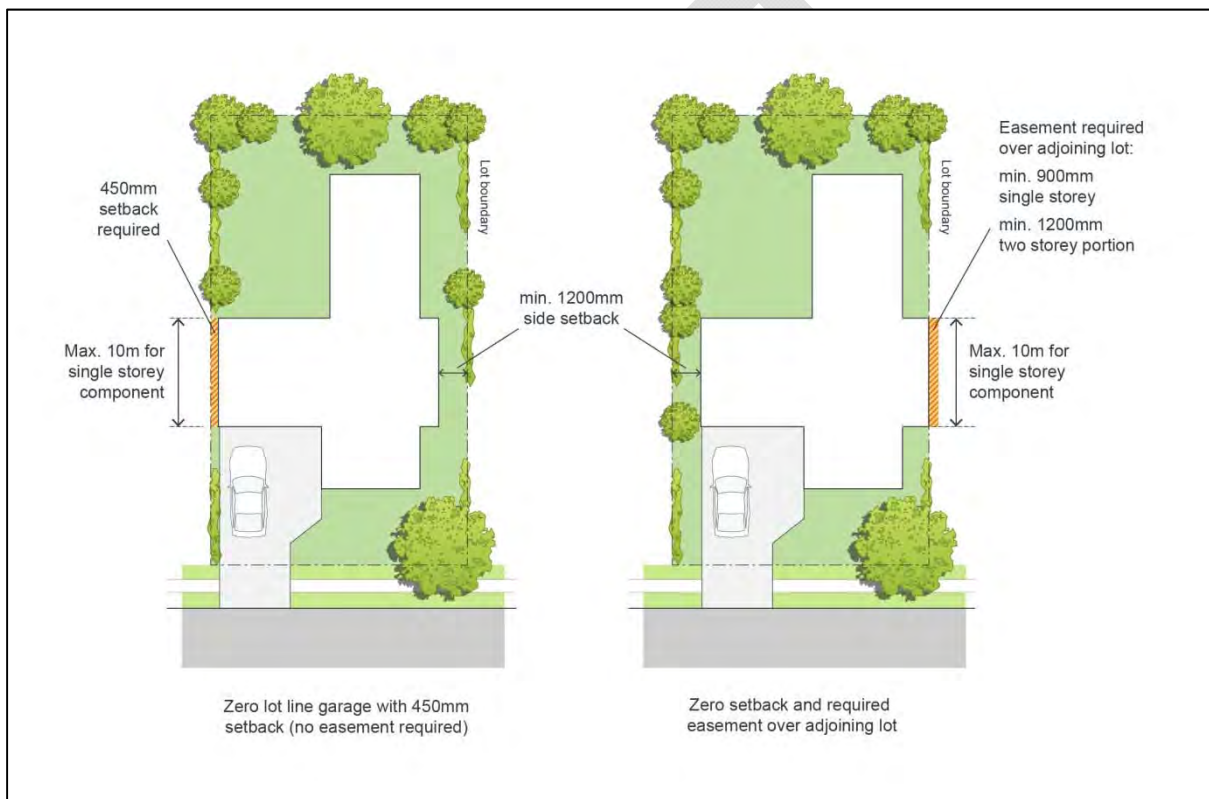 450mm
setback
required
Max. 10m for
single storey
component
Lot boundary
min. 1200mm
side setback
Zero lot line garage with 450mm
setback (no easement required)
Lot boundary
Easement required
over adjoining lot:
min. 900mm
single storey
min. 1200mm
two storey portion
Max. 10m for
single storey
component
Zero setback and required
easement over adjoining lot